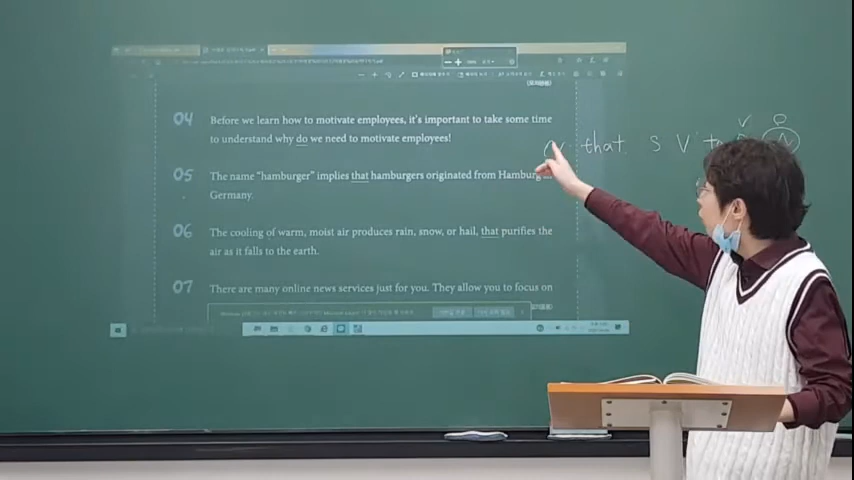 04 Before we learn how to motivate employees, it's important to take some time
to understand why do we need to motivate employees!
that S V
05 The name "hamburger" implies that hamburgers originated from Hamburg
Germany.
06 The cooling of warm, moist air produces rain, snow, or hail, that purifies the
air as it falls to the earth.
07 There are many online news services just for you. They allow you to focus on